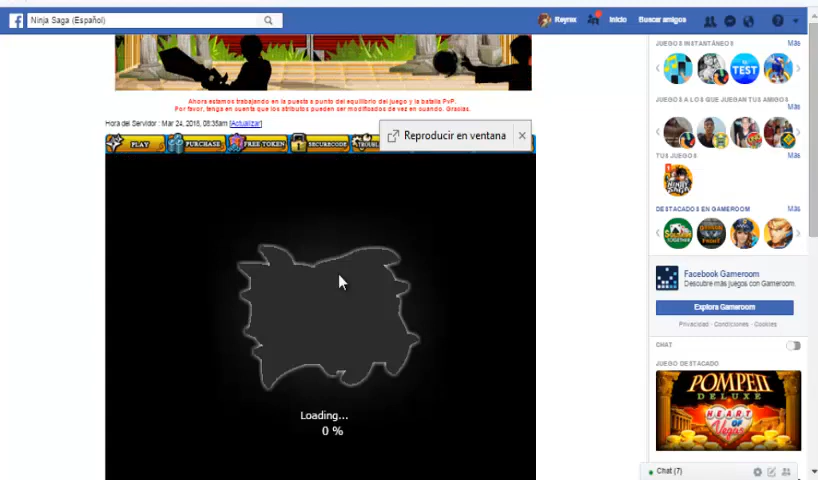 Ninja Saga (Español)
Reyrox
Inicio
Buscar amigos
Ahora estamos trabajando en la puesta a punto del equilibrio del juego y la batalla PvP.
Por favor, tenga en cuenta que los atributos pueden ser modificados de vez en cuando. Gracias.
Hora del Servidor : Mar 24, 2018, 08:35am [Actualizar]
Reproducir en ventana
PLAY
PURCHASE
FREE TOKEN
SECURECODE
Loading...
0 %
JUEGOS INSTANTÁNEOS
Más
TEST
JUEGOS A LOS QUE JUEGAN TUS AMIGOS
Más
TUS JUEGOS
Más
DESTACADOS EN GAMEROOM
Más
Facebook Gameroom
Descubre más juegos con Gameroom.
Explora Gameroom
Privacidad · Condiciones · Cookies
CHAT
JUEGO DESTACADO
POMPEII
DELUXE
HEART
OF
VEGAS
Chat (7)